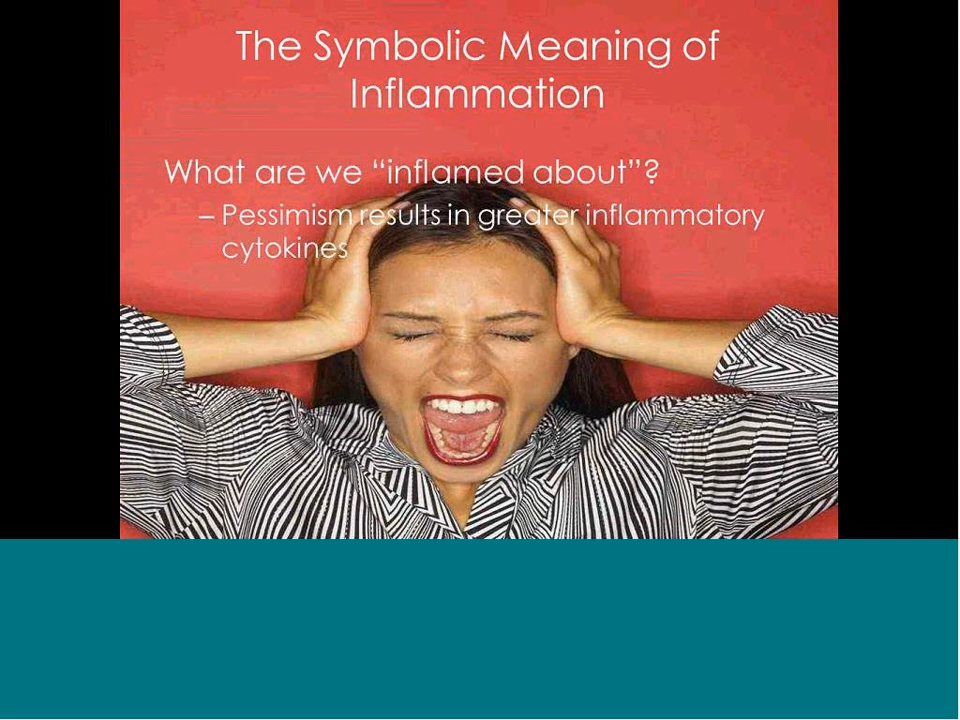 The Symbolic Meaning of
Inflammation
What are we “inflamed about”?
– Pessimism results in greater inflammatory
cytokines